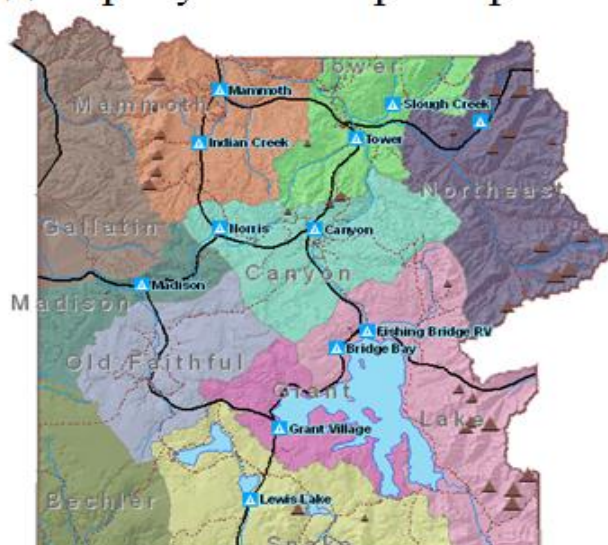 Tower
Mammoth
Mammoth
Slough Creek
Indian Creek
Tower
Northeast
Gallatin
Norris
Canyon
Canyon
Madison
Madison
Fishing Bridge RV
Bridge Bay
Old Faithful
Grant
Lake
Grant Village
Bechler
Lewis Lake
Snake